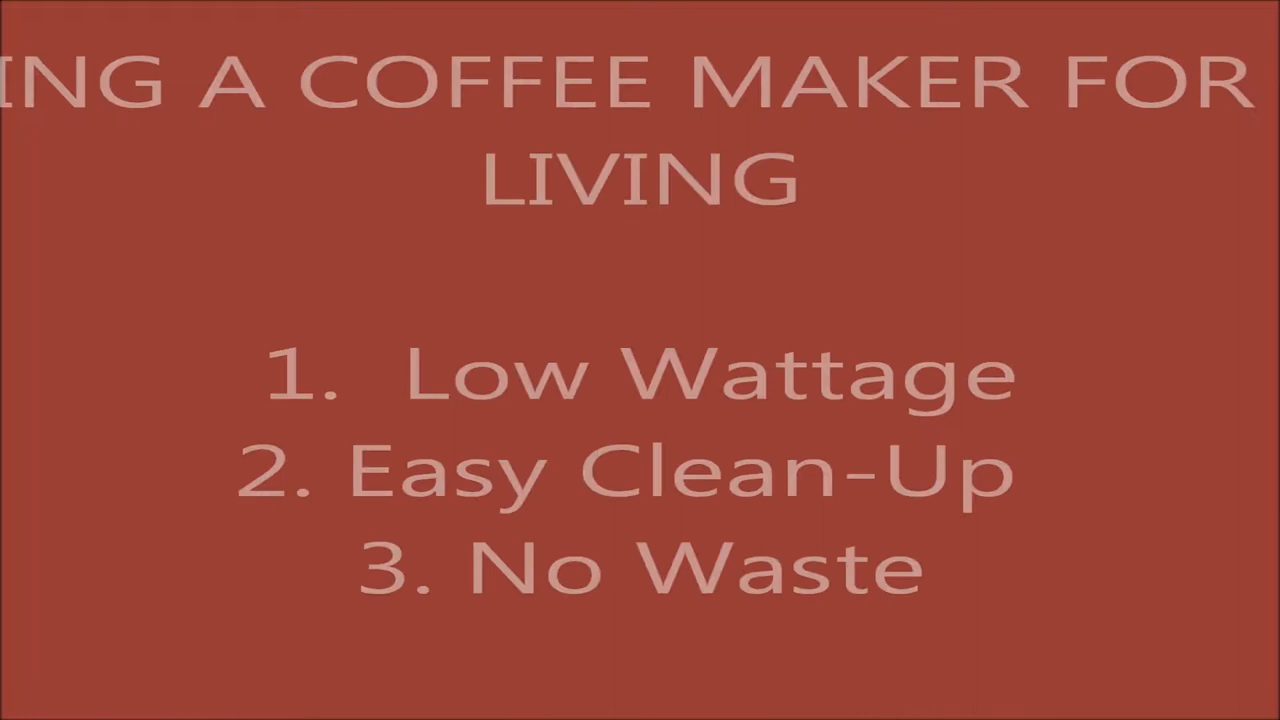 ING A COFFEE MAKER FOR
LIVING
1. Low Wattage
2. Easy Clean-Up
3. No Waste